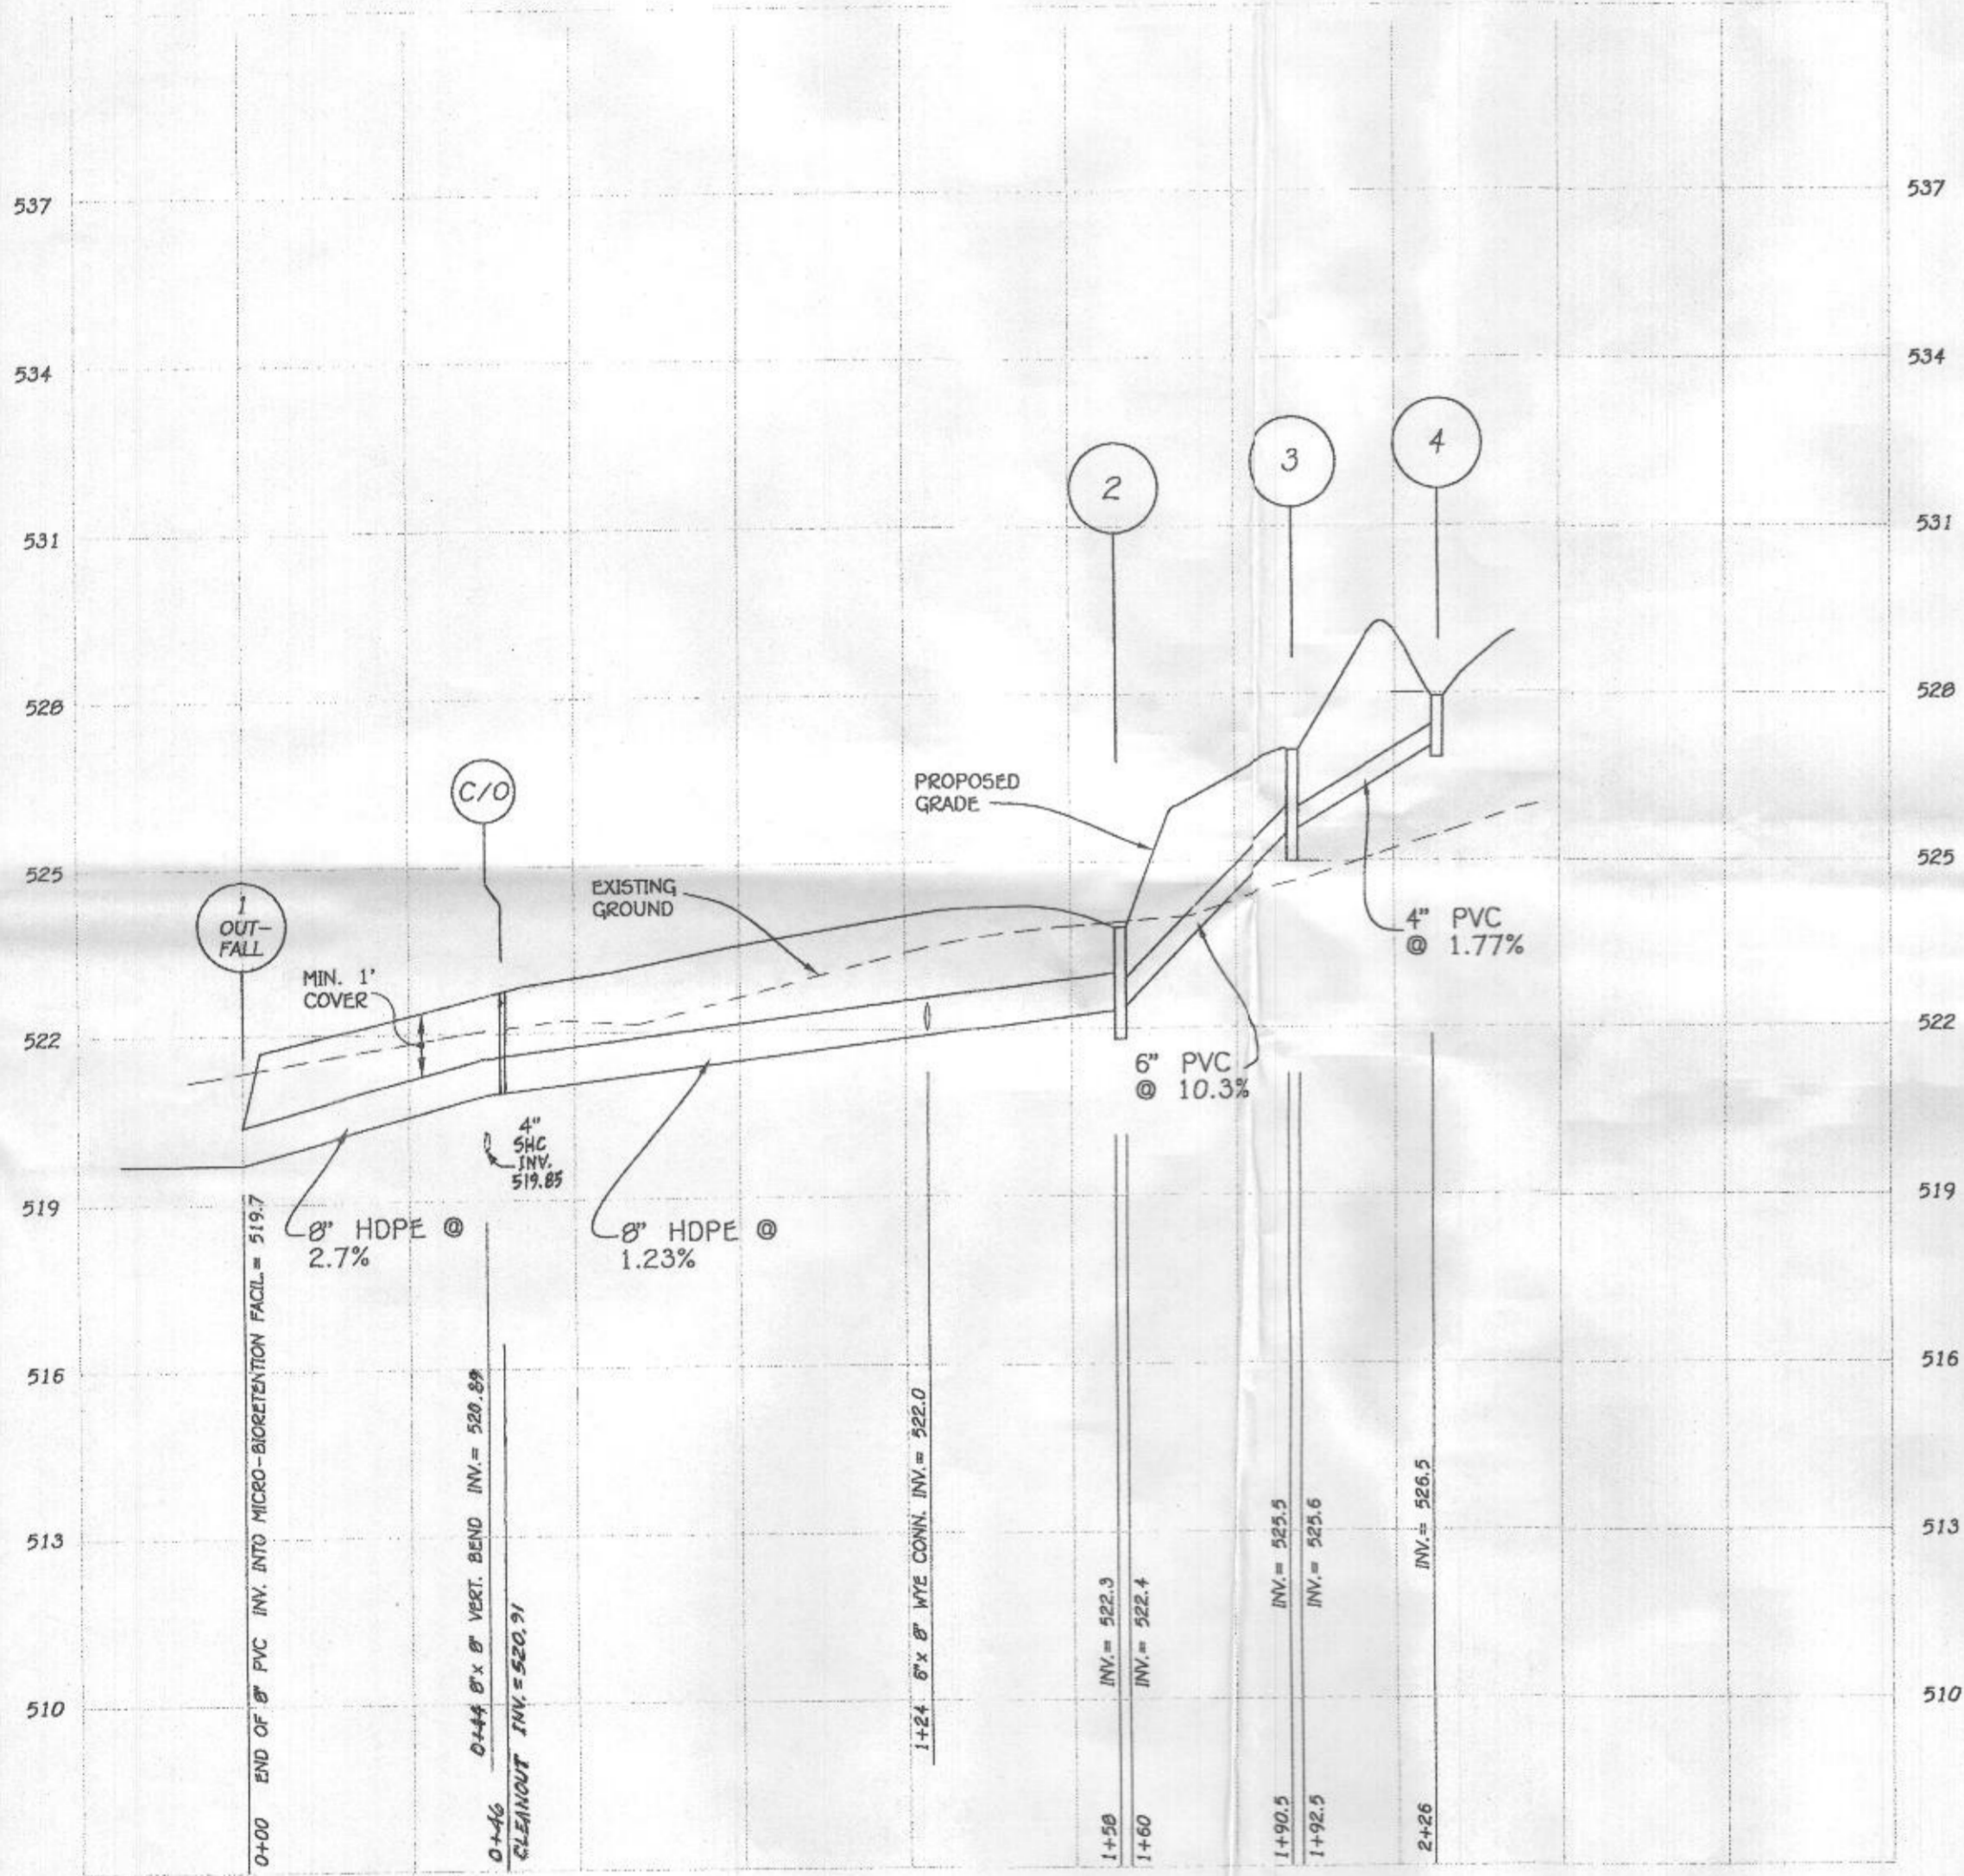 537
537
534
534
4
3
2
531
531
528
528
C/O
PROPOSED
GRADE
525
525
EXISTING
GROUND
1
OUT-
FALL
4" PVC
@ 1.77%
MIN. 1'
COVER
522
522
6" PVC
@ 10.3%
4"
SHC
INV.
519.85
519
519
8" HDPE @
2.7%
8" HDPE @
1.23%
516
516
513
513
510
510
0+00 END OF 8" PVC INV. INTO MICRO-BIORETENTION FACIL.= 519.7
0+44 8"x 8" VERT. BEND INV.= 520.89
0+46
CLEANOUT INV.=520.91
1+24 6"x 8" WYE CONN. INV.= 522.0
1+58 INV.= 522.3
1+60 INV.= 522.4
1+90.5 INV.= 525.5
1+92.5 INV.= 525.6
2+26 INV.= 526.5